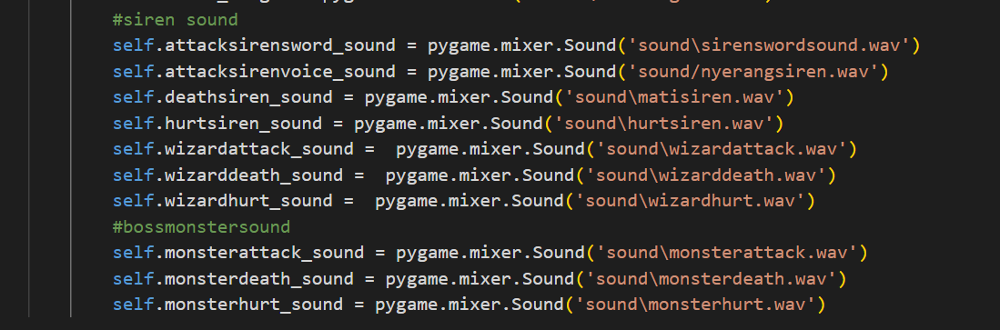 #siren sound
self.attacksirensword_sound = pygame.mixer.Sound('sound\sirenswordsound.wav')
self.attacksirenvoice_sound = pygame.mixer.Sound('sound/nyerangsiren.wav')
self.deathsiren_sound = pygame.mixer.Sound('sound\matisiren.wav')
self.hurtsiren_sound = pygame.mixer.Sound('sound\hurtsiren.wav')
self.wizardattack_sound =  pygame.mixer.Sound('sound\wizardattack.wav')
self.wizarddeath_sound =  pygame.mixer.Sound('sound\wizarddeath.wav')
self.wizardhurt_sound =  pygame.mixer.Sound('sound\wizardhurt.wav')
#bossmonstersound
self.monsterattack_sound = pygame.mixer.Sound('sound\monsterattack.wav')
self.monsterdeath_sound = pygame.mixer.Sound('sound\monsterdeath.wav')
self.monsterhurt_sound = pygame.mixer.Sound('sound\monsterhurt.wav')